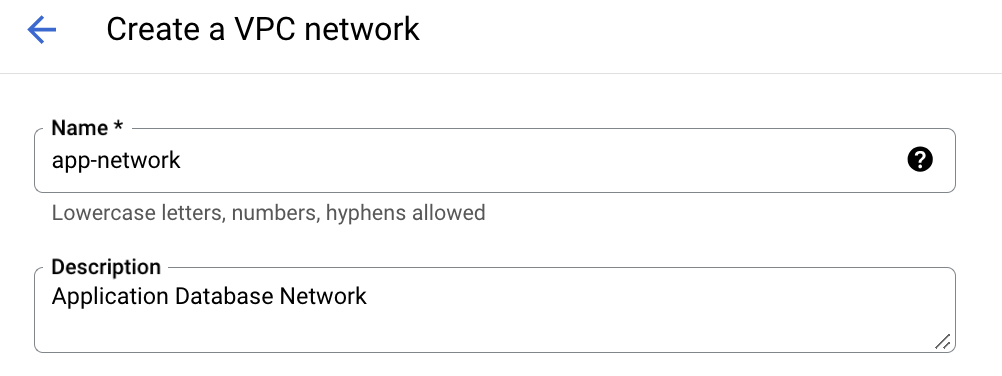 Create a VPC network
Name *
app-network
Lowercase letters, numbers, hyphens allowed
Description
Application Database Network